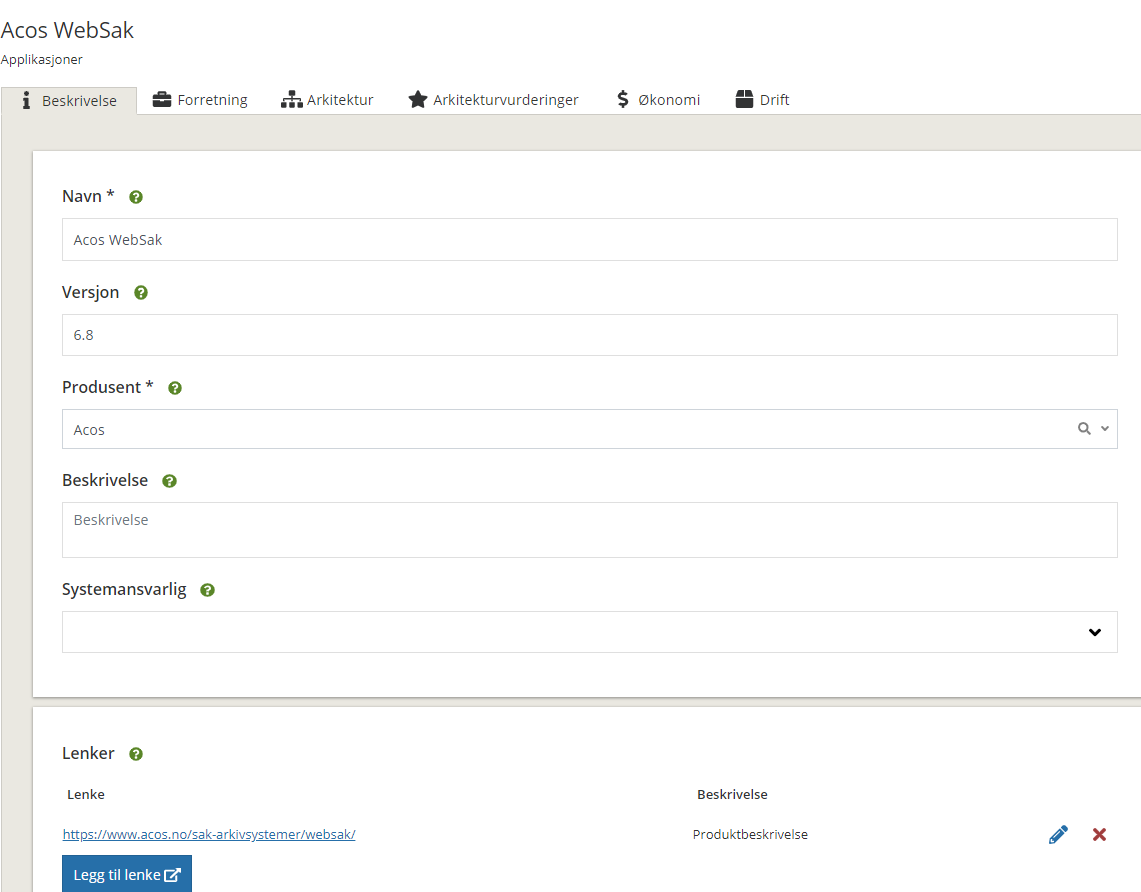 Acos WebSak
Applikasjoner
Beskrivelse Forretning Arkitektur Arkitekturvurderinger Økonomi Drift
Navn *
Acos WebSak
Versjon
6.8
Produsent *
Acos
Beskrivelse
Beskrivelse
Systemansvarlig
Lenker
Lenke Beskrivelse
https://www.acos.no/sak-arkivsystemer/websak/ Produktbeskrivelse
Legg til lenke